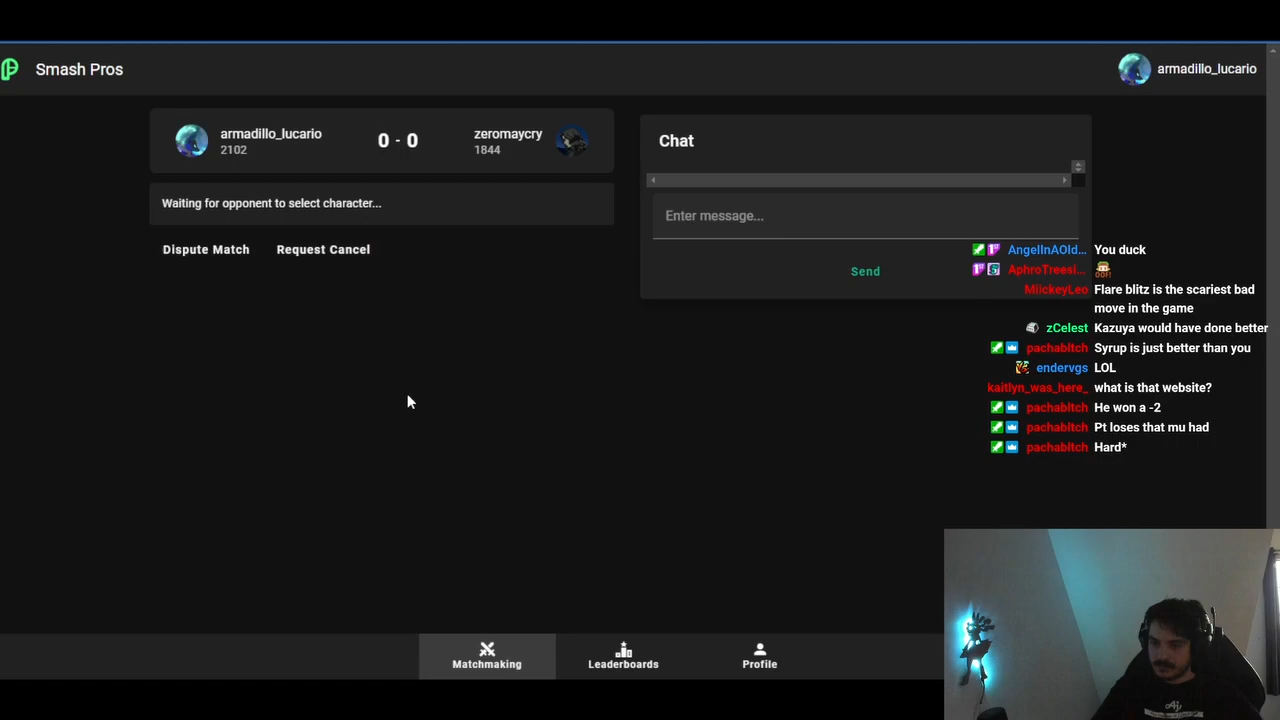 Smash Pros
armadillo_lucario
armadillo_lucario
2102
0 - 0
zeromaycry
1844
Waiting for opponent to select character...
Dispute Match
Request Cancel
Chat
Enter message...
Send
AngelInAOld... You duck
AphroTreesi...
MiickeyLeo Flare blitz is the scariest bad
move in the game
zCelest Kazuya would have done better
pachabItch Syrup is just better than you
endervgs LOL
kaitlyn_was_here_ what is that website?
pachabItch He won a -2
pachabItch Pt loses that mu had
pachabItch Hard*
Matchmaking
Leaderboards
Profile